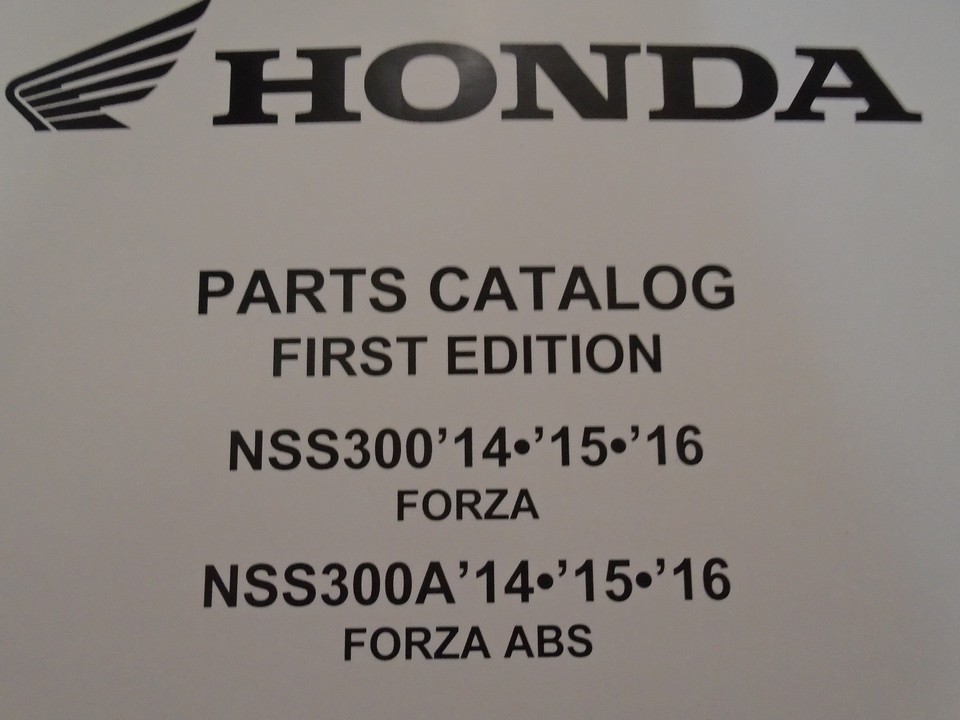 HONDA
PARTS CATALOG
FIRST EDITION
NSS300’14•’15•’16
FORZA
NSS300A’14•’15•’16
FORZA ABS